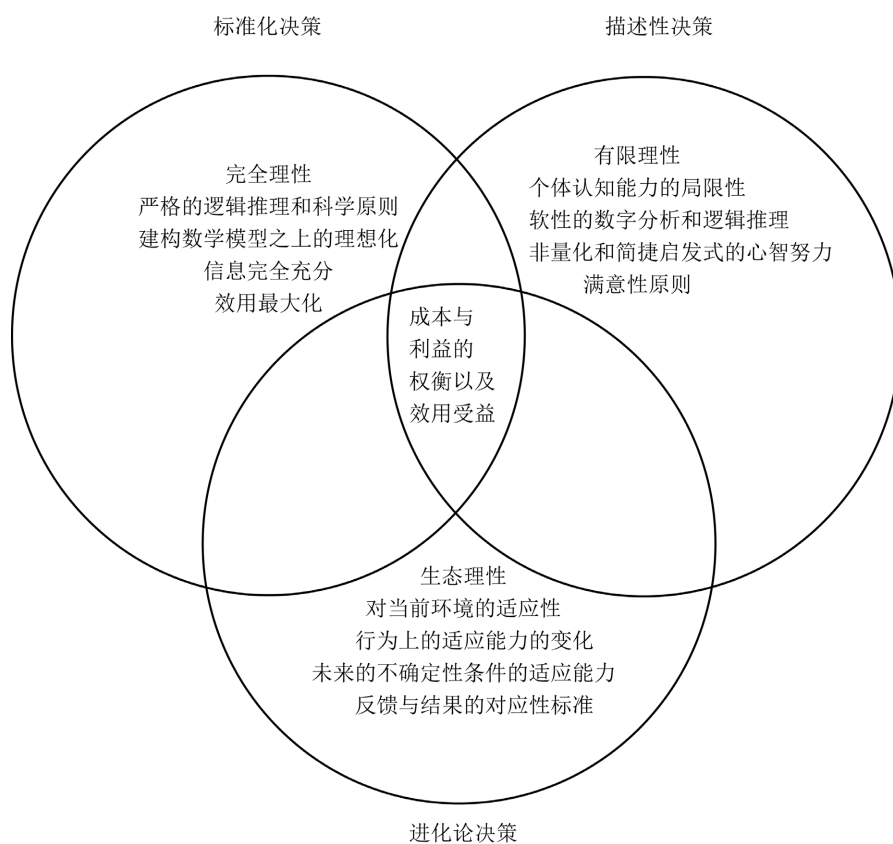 标准化决策
描述性决策
完全理性
严格的逻辑推理和科学原则
建构数学模型之上的理想化
信息完全充分
效用最大化
有限理性
个体认知能力的局限性
软性的数字分析和逻辑推理
非量化和简捷启发式的心智努力
满意性原则
成本与
利益的
权衡以及
效用受益
生态理性
对当前环境的适应性
行为上的适应能力的变化
未来的不确定性条件的适应能力
反馈与结果的对应性标准
进化论决策